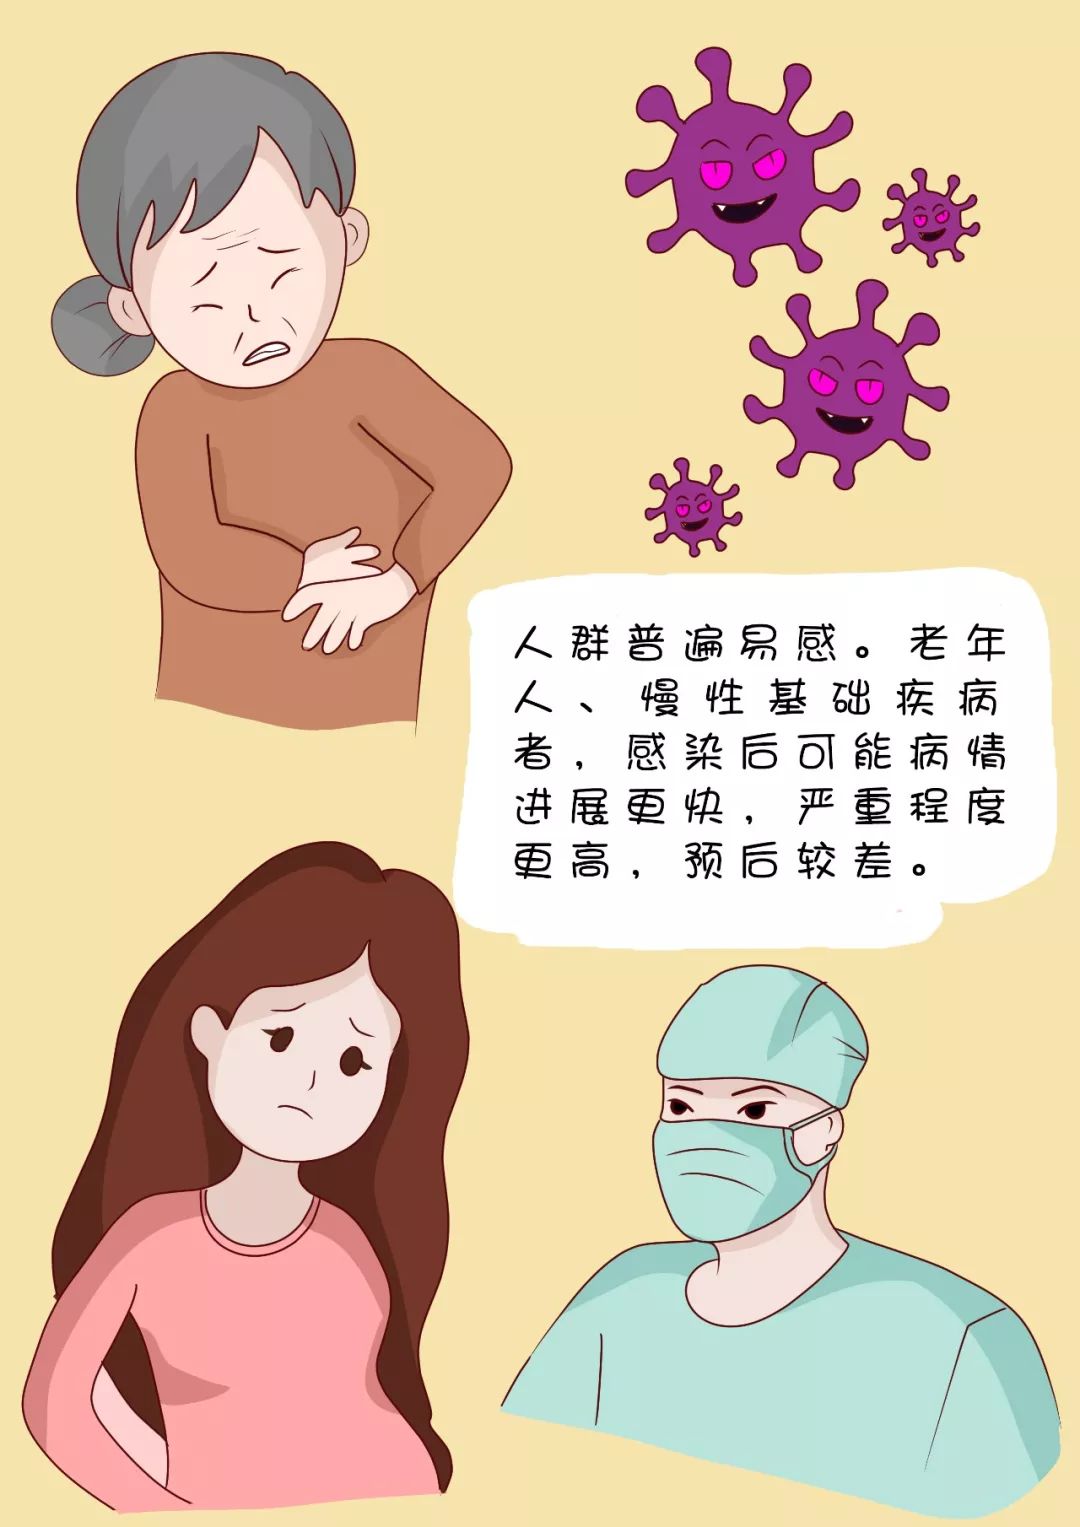 人群普遍易感。老年
人、慢性基础疾病
者，感染后可能病情
进展更快，严重程度
更高，预后较差。